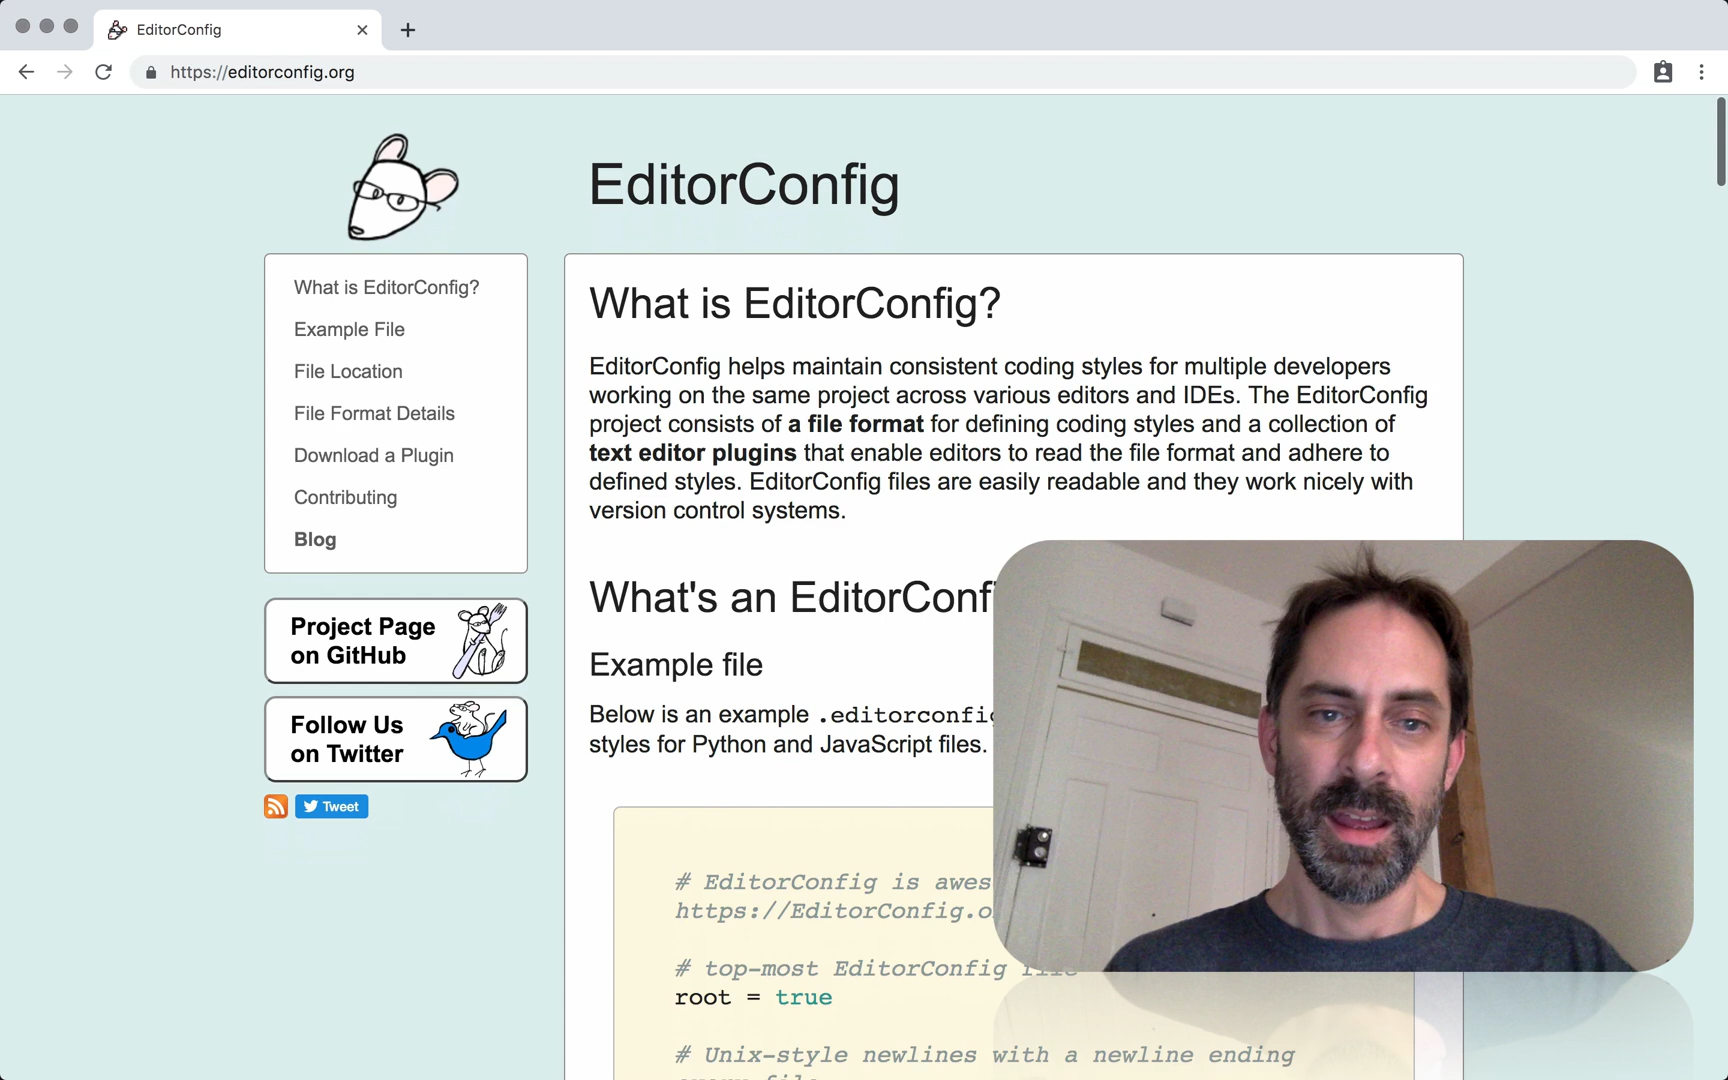 EditorConfig
https://editorconfig.org
EditorConfig
What is EditorConfig?
Example File
File Location
File Format Details
Download a Plugin
Contributing
Blog
Project Page
on GitHub
Follow Us
on Twitter
Tweet
What is EditorConfig?
EditorConfig helps maintain consistent coding styles for multiple developers
working on the same project across various editors and IDEs. The EditorConfig
project consists of a file format for defining coding styles and a collection of
text editor plugins that enable editors to read the file format and adhere to
defined styles. EditorConfig files are easily readable and they work nicely with
version control systems.
What's an EditorConf
Example file
Below is an example .editorconfig
styles for Python and JavaScript files.
# EditorConfig is awes
https://EditorConfig.o
# top-most EditorConfig file
root = true
# Unix-style newlines with a newline ending